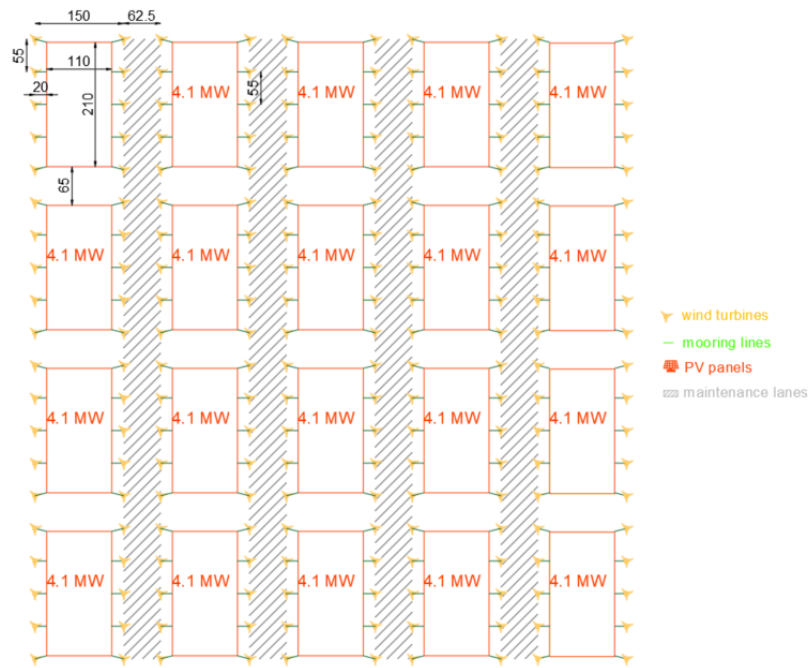 150 62.5
55
110
20
210
55
65
4.1 MW 4.1 MW 4.1 MW 4.1 MW
4.1 MW 4.1 MW 4.1 MW 4.1 MW 4.1 MW
4.1 MW 4.1 MW 4.1 MW 4.1 MW 4.1 MW
4.1 MW 4.1 MW 4.1 MW 4.1 MW 4.1 MW
wind turbines
mooring lines
PV panels
maintenance lanes